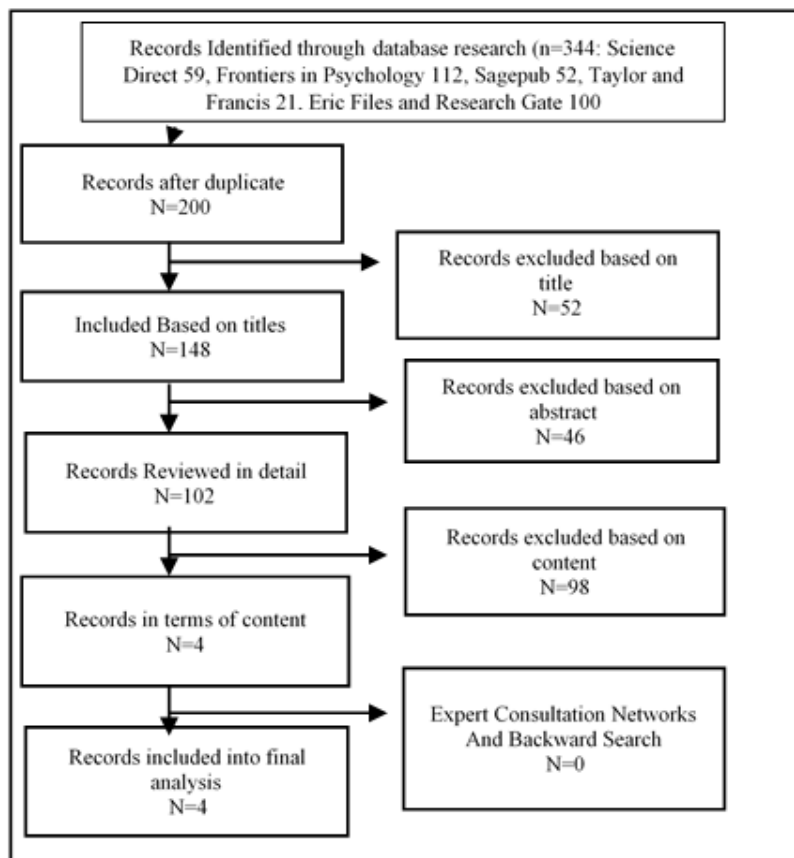 Records Identified through database research (n=344: Science
Direct 59, Frontiers in Psychology 112, Sagepub 52, Taylor and
Francis 21. Eric Files and Research Gate 100
Records after duplicate
N=200
Records excluded based on
title
N=52
Included Based on titles
N=148
Records excluded based on
abstract
N=46
Records Reviewed in detail
N=102
Records excluded based on
content
N=98
Records in terms of content
N=4
Expert Consultation Networks
And Backward Search
N=0
Records included into final
analysis
N=4